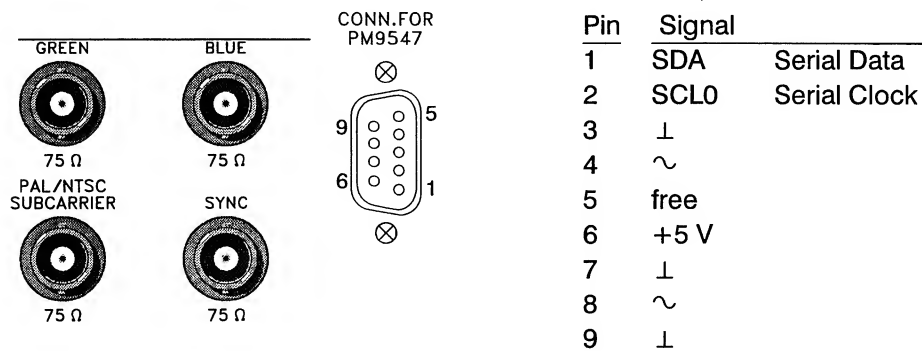 CONN.FOR
PM9547
GREEN BLUE
9 5
75 Ω 75 Ω
6 1
PAL/NTSC
SUBCARRIER SYNC
75 Ω 75 Ω
Pin Signal
1 SDA Serial Data
2 SCL0 Serial Clock
3 ⊥
4 ∿
5 free
6 +5 V
7 ⊥
8 ∿
9 ⊥